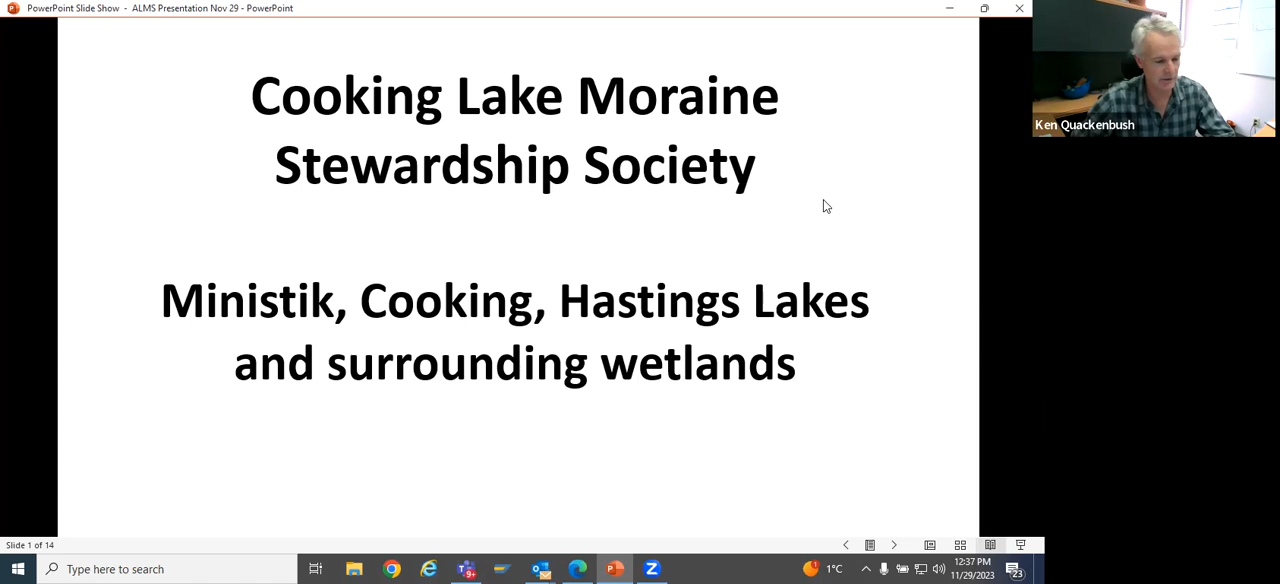 PowerPoint Slide Show - ALMS Presentation Nov 29 - PowerPoint
Cooking Lake Moraine
Stewardship Society
Ministik, Cooking, Hastings Lakes
and surrounding wetlands
Ken Quackenbush
Slide 1 of 14
Type here to search
9+
1
1°C
12:37 PM
11/29/2023
23